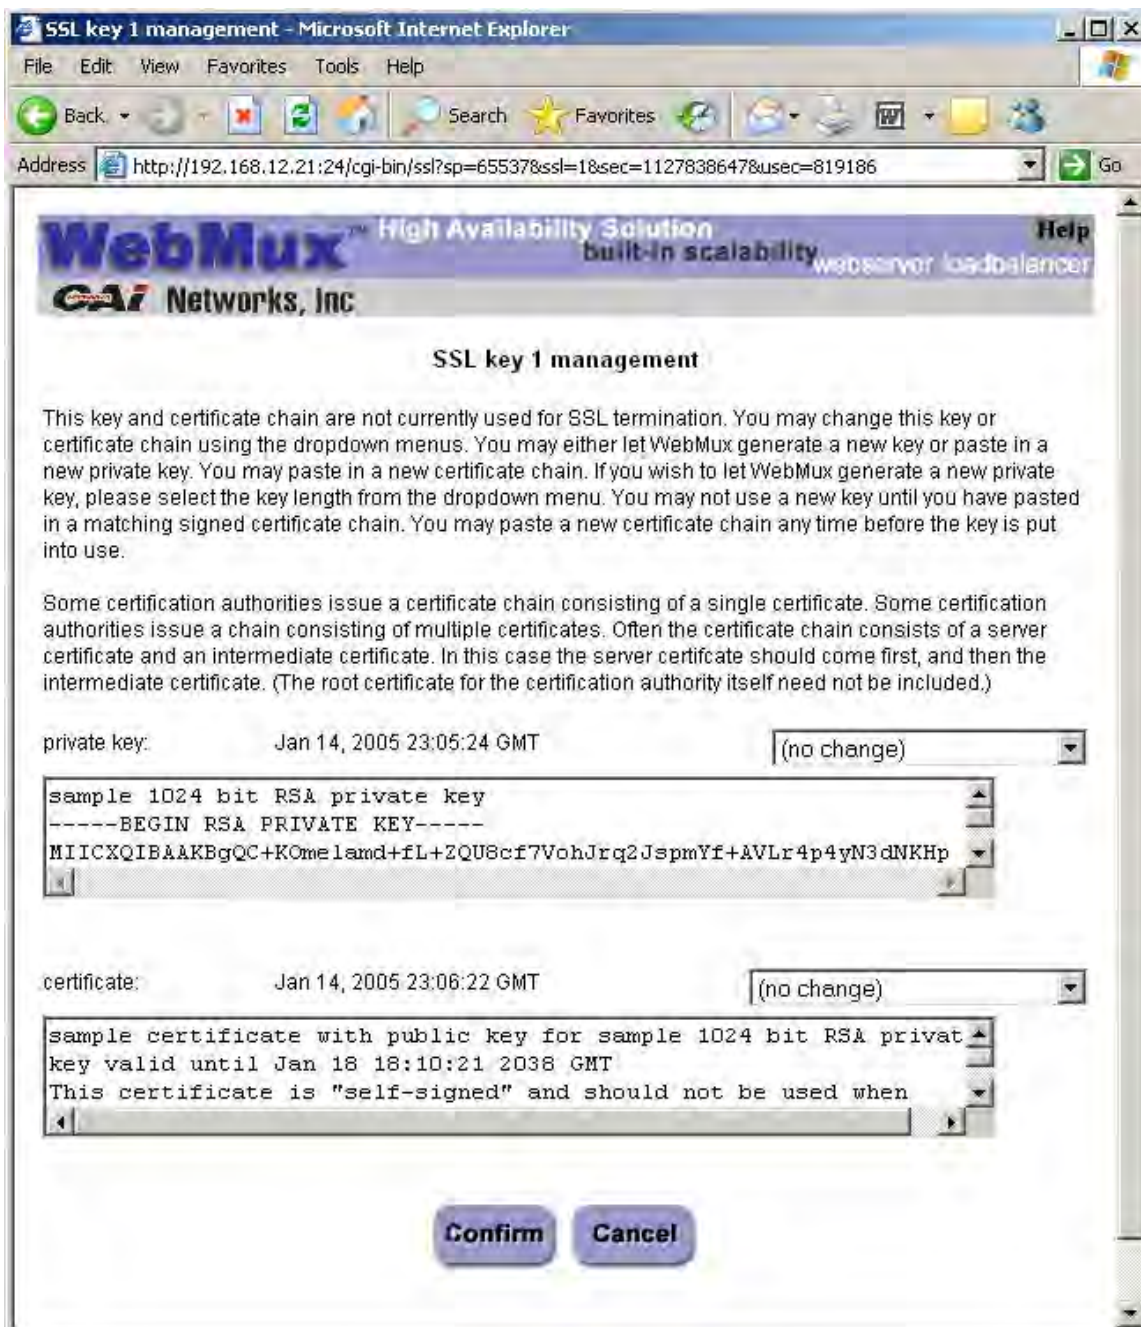 SSL key 1 management - Microsoft Internet Explorer
File Edit View Favorites Tools Help
Back Search Favorites
Address http://192.168.12.21:24/cgi-bin/ssl?sp=65537&ssl=1&sec=1127838647&usec=819186 Go
WebMux™ High Availability Solution Help
built-in scalability
webserver loadbalancer
CAI Networks, Inc
SSL key 1 management
This key and certificate chain are not currently used for SSL termination. You may change this key or
certificate chain using the dropdown menus. You may either let WebMux generate a new key or paste in a
new private key. You may paste in a new certificate chain. If you wish to let WebMux generate a new private
key, please select the key length from the dropdown menu. You may not use a new key until you have pasted
in a matching signed certificate chain. You may paste a new certificate chain any time before the key is put
into use.
Some certification authorities issue a certificate chain consisting of a single certificate. Some certification
authorities issue a chain consisting of multiple certificates. Often the certificate chain consists of a server
certificate and an intermediate certificate. In this case the server certifcate should come first, and then the
intermediate certificate. (The root certificate for the certification authority itself need not be included.)
private key: Jan 14, 2005 23:05:24 GMT (no change)
sample 1024 bit RSA private key
-----BEGIN RSA PRIVATE KEY-----
MIICXQIBAAKBgQC+KOmelamd+fL+ZQU8cf7VohJrq2JspmYf+AVLr4p4yN3dNKHp
certificate: Jan 14, 2005 23:06:22 GMT (no change)
sample certificate with public key for sample 1024 bit RSA privat
key valid until Jan 18 18:10:21 2038 GMT
This certificate is "self-signed" and should not be used when
Confirm Cancel